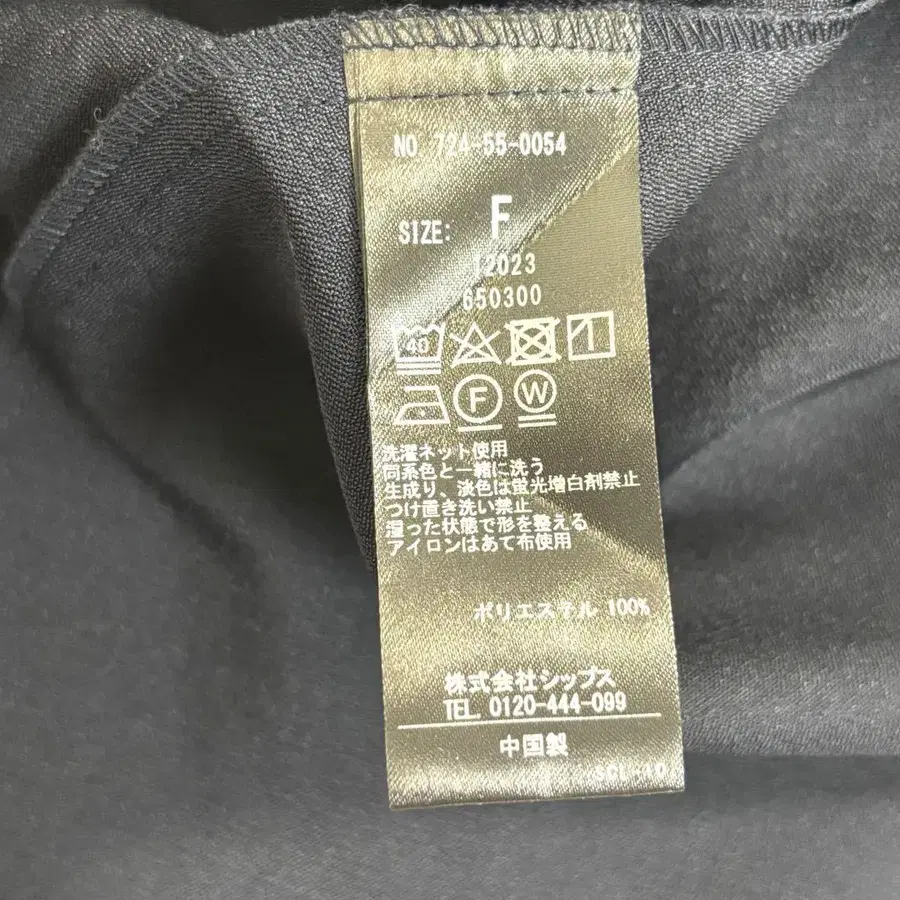 NO 724-55-0054
SIZE: F
12023
650300
40
F W
洗濯ネット使用
同系色と一緒に洗う
生成り、淡色は蛍光増白剤禁止
つけ置き洗い禁止
湿った状態で形を整える
アイロンはあて布使用
ポリエステル 100%
株式会社シップス
TEL. 0120-444-099
中国製